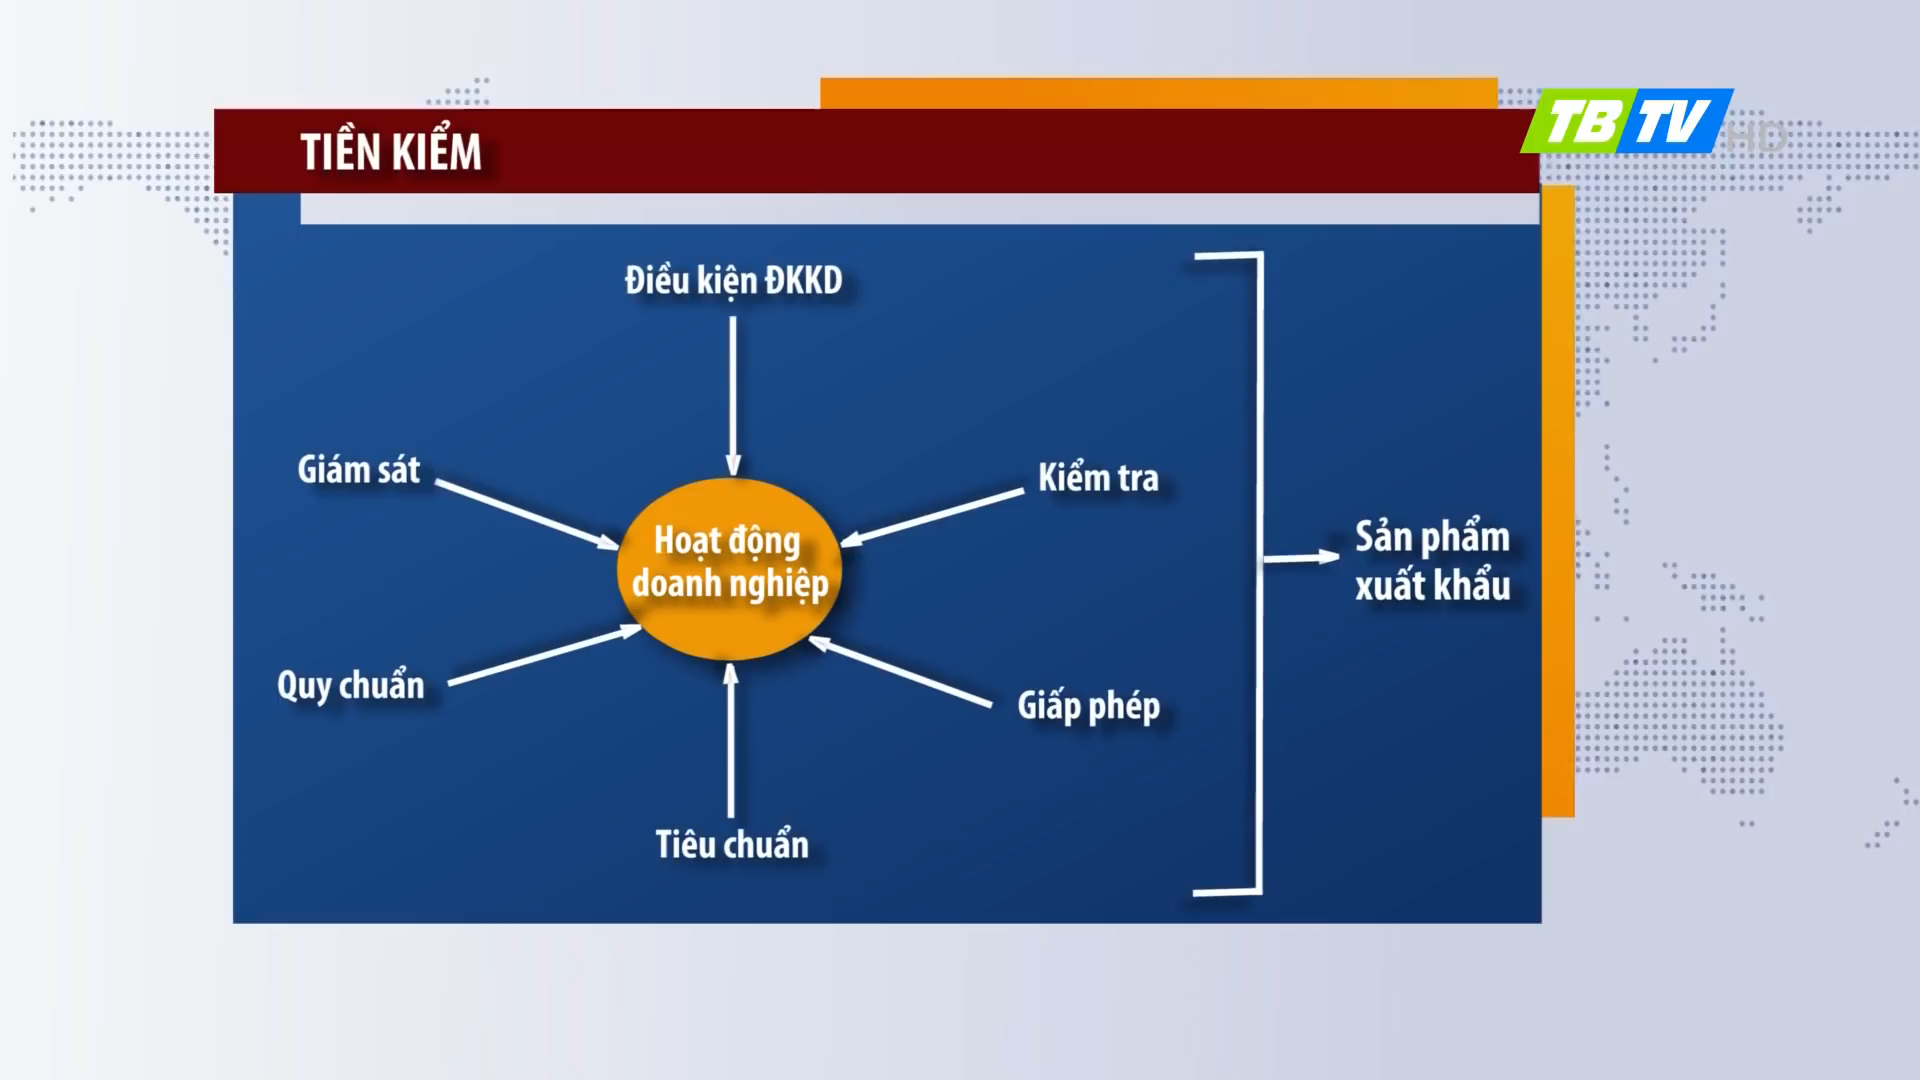 TBTV HD
TIỀN KIỂM
Điều kiện ĐKKD
Giám sát
Kiểm tra
Hoạt động
doanh nghiệp
Sản phẩm
xuất khẩu
Quy chuẩn
Giấp phép
Tiêu chuẩn